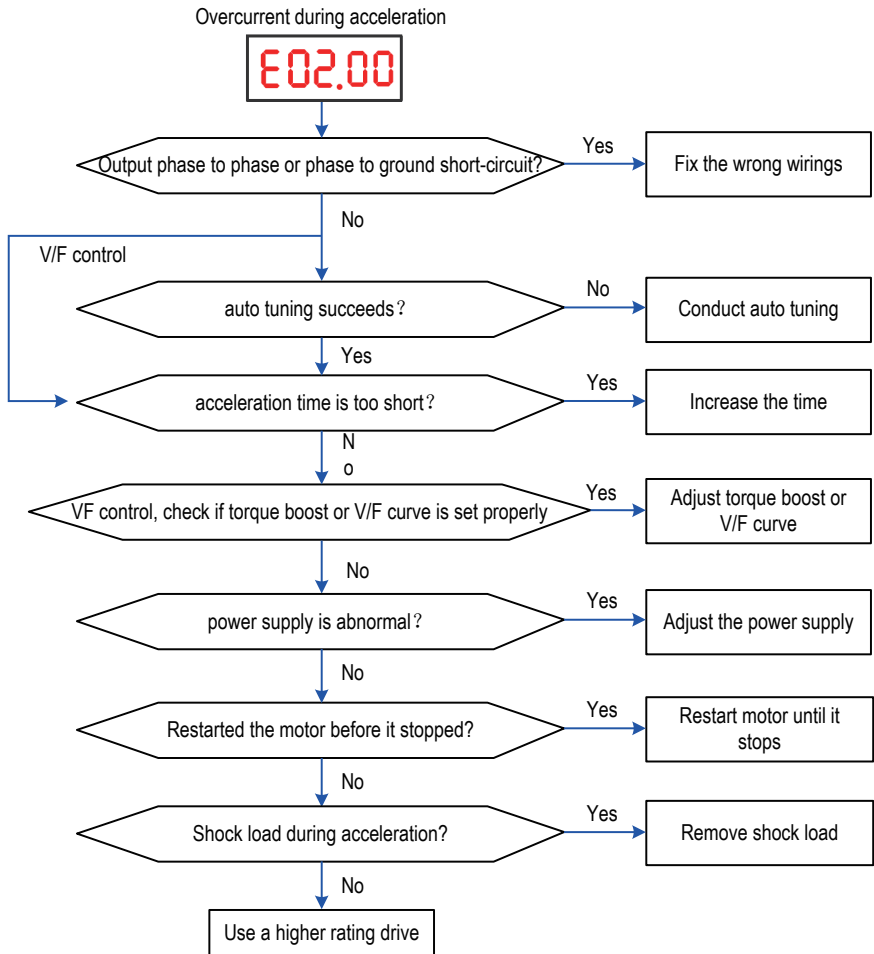 Overcurrent during acceleration
E02.00
Output phase to phase or phase to ground short-circuit?
Yes
Fix the wrong wirings
No
V/F control
auto tuning succeeds?
No
Conduct auto tuning
Yes
acceleration time is too short?
Yes
Increase the time
N
o
VF control, check if torque boost or V/F curve is set properly
Yes
Adjust torque boost or
V/F curve
No
power supply is abnormal?
Yes
Adjust the power supply
No
Restarted the motor before it stopped?
Yes
Restart motor until it
stops
No
Shock load during acceleration?
Yes
Remove shock load
No
Use a higher rating drive